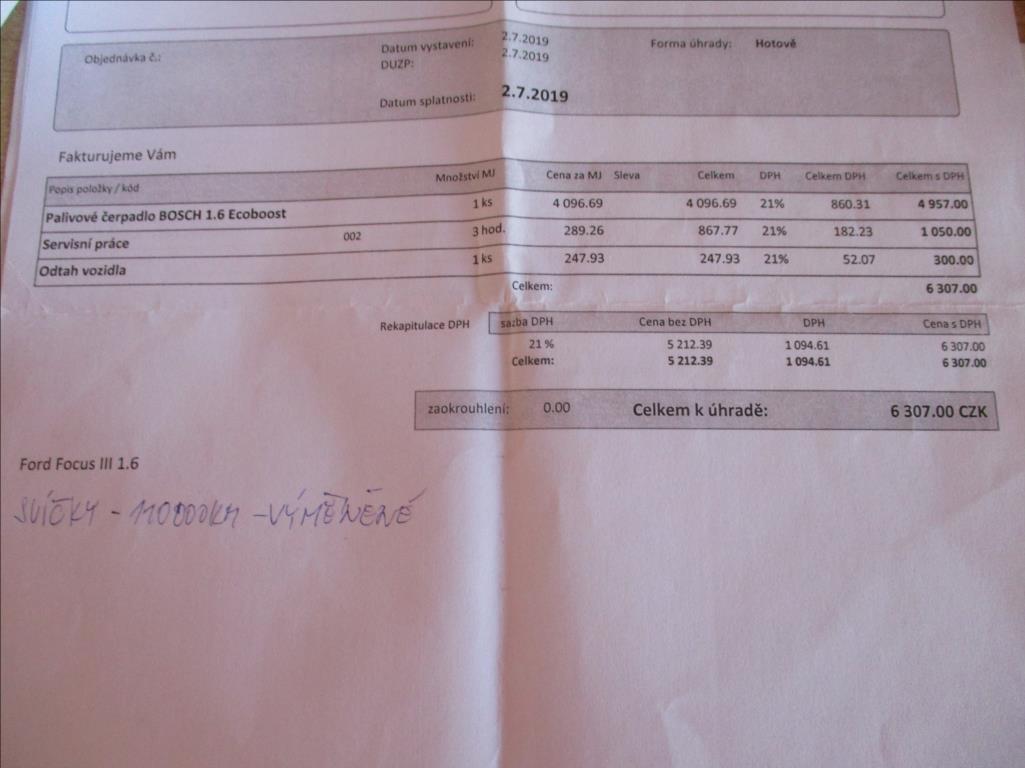 Objednávka č.: Datum vystavení: 2.7.2019 Forma úhrady: Hotově
DUZP: 2.7.2019
Datum splatnosti: 2.7.2019
Fakturujeme Vám
Popis položky / kód Množství MJ Cena za MJ Sleva Celkem DPH Celkem DPH Celkem s DPH
Palivové čerpadlo BOSCH 1.6 Ecoboost 1 ks 4 096.69 4 096.69 21% 860.31 4 957.00
Servisní práce 002 3 hod. 289.26 867.77 21% 182.23 1 050.00
Odtah vozidla 1 ks 247.93 247.93 21% 52.07 300.00
Celkem: 6 307.00
Rekapitulace DPH sazba DPH Cena bez DPH DPH Cena s DPH
21 % 5 212.39 1 094.61 6 307.00
Celkem: 5 212.39 1 094.61 6 307.00
zaokrouhlení: 0.00 Celkem k úhradě: 6 307.00 CZK
Ford Focus III 1.6
SVÍČKY - 110000KM - VÝMĚNĚNÉ